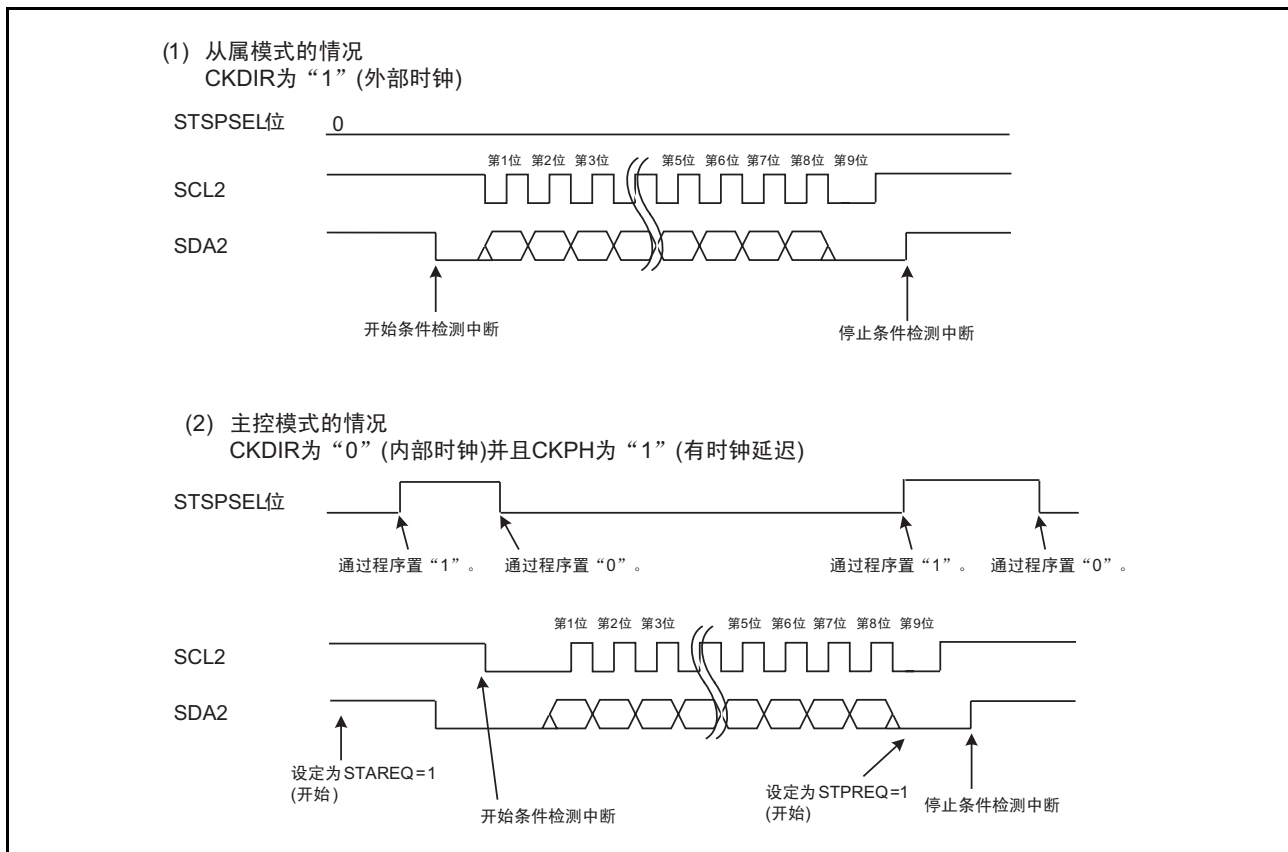 (1) 从属模式的情况
CKDIR为“1”(外部时钟)
STSPSEL位
0
第1位 第2位 第3位 第5位 第6位 第7位 第8位 第9位
SCL2
SDA2
开始条件检测中断
停止条件检测中断
(2) 主控模式的情况
CKDIR为“0”(内部时钟)并且CKPH为“1”(有时钟延迟)
STSPSEL位
通过程序置“1”。 通过程序置“0”。 通过程序置“1”。 通过程序置“0”。
第1位 第2位 第3位 第5位 第6位 第7位 第8位 第9位
SCL2
SDA2
设定为STAREQ=1
(开始)
开始条件检测中断
设定为STPREQ=1
(开始)
停止条件检测中断